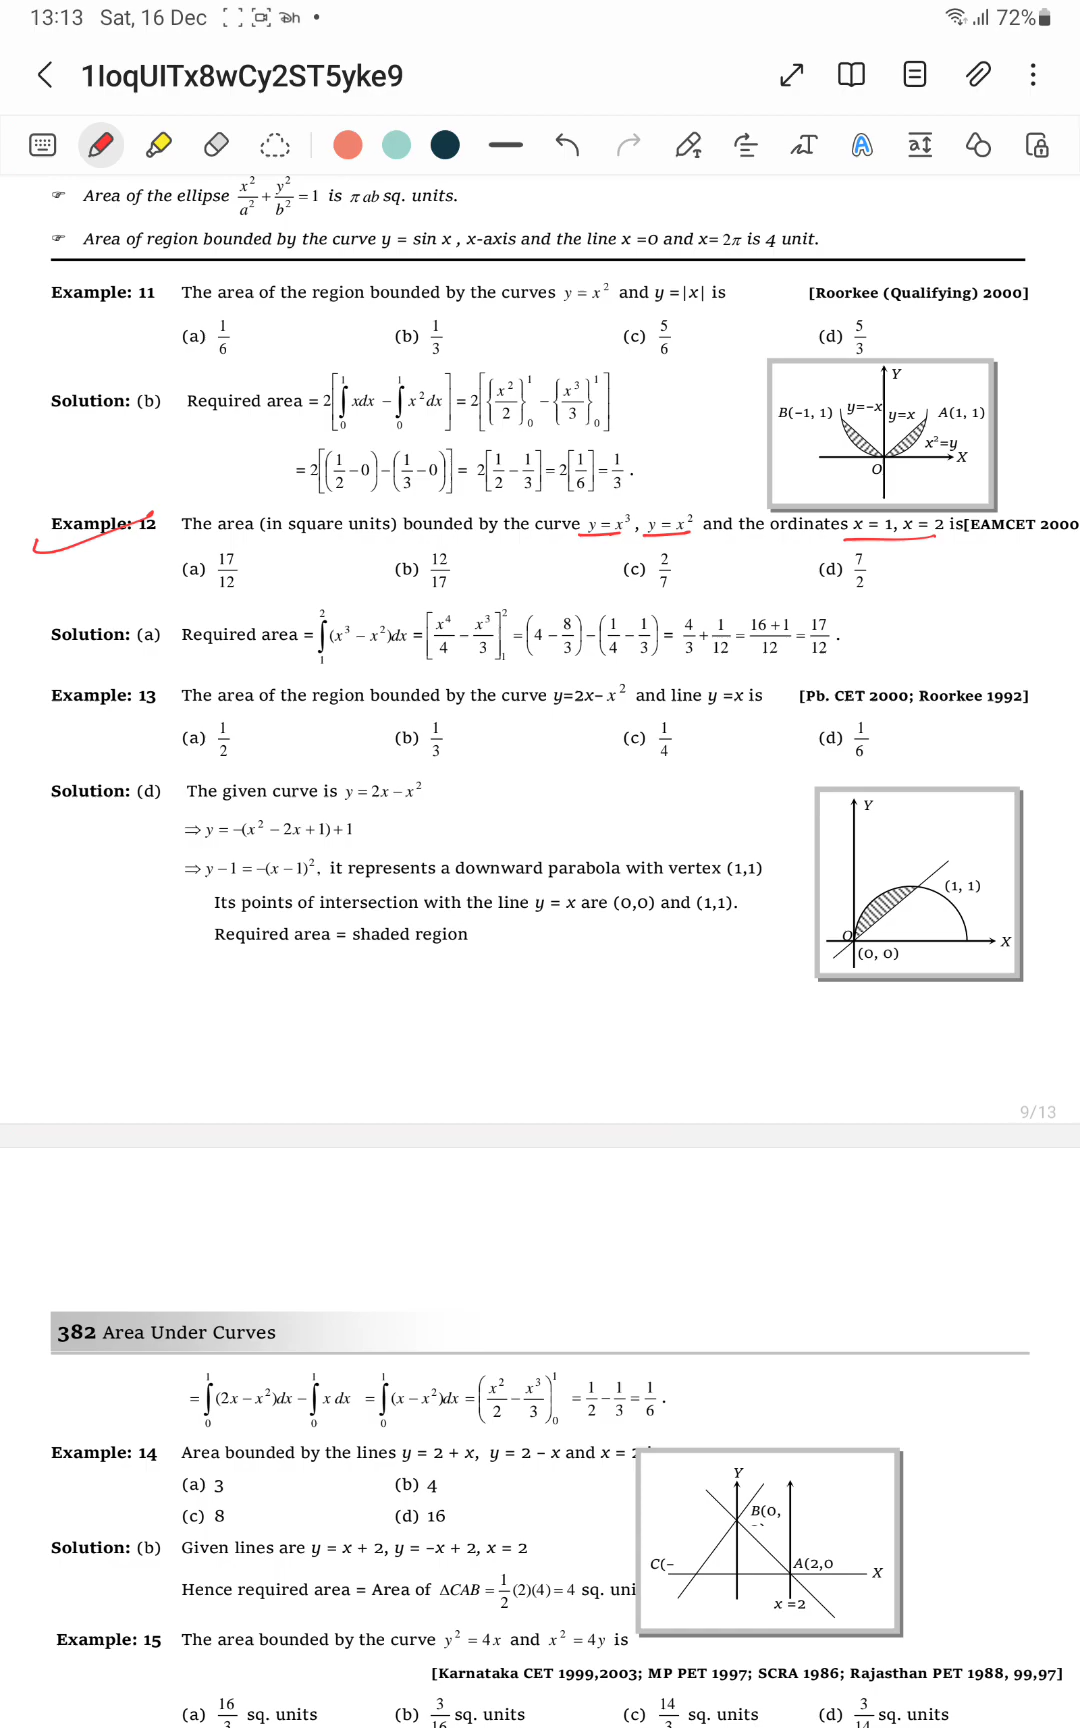 13:13 Sat, 16 Dec 72%
1IoqUITx8wCy2ST5yke9
☞ Area of the ellipse x²/a² + y²/b² = 1 is π ab sq. units.
☞ Area of region bounded by the curve y = sin x , x-axis and the line x =0 and x= 2π is 4 unit.
Example: 11 The area of the region bounded by the curves y = x² and y =|x| is [Roorkee (Qualifying) 2000]
(a) 1/6 (b) 1/3 (c) 5/6 (d) 5/3
Solution: (b) Required area = 2[∫₀¹ xdx − ∫₀¹ x²dx] = 2[{x²/2}₀¹ − {x³/3}₀¹]
= 2[(1/2 − 0) − (1/3 − 0)] = 2[1/2 − 1/3] = 2[1/6] = 1/3 .
Y
B(−1, 1) y=−x y=x A(1, 1)
x²=y
X
O
Example: 12 The area (in square units) bounded by the curve y = x³ , y = x² and the ordinates x = 1, x = 2 is[EAMCET 2000
(a) 17/12 (b) 12/17 (c) 2/7 (d) 7/2
Solution: (a) Required area = ∫₁² (x³ − x²)dx = [x⁴/4 − x³/3]₁² = (4 − 8/3) − (1/4 − 1/3) = 4/3 + 1/12 = 16 +1/12 = 17/12 .
Example: 13 The area of the region bounded by the curve y=2x− x² and line y =x is [Pb. CET 2000; Roorkee 1992]
(a) 1/2 (b) 1/3 (c) 1/4 (d) 1/6
Solution: (d) The given curve is y = 2x − x²
⇒ y = −(x² − 2x + 1) + 1
⇒ y − 1 = −(x − 1)², it represents a downward parabola with vertex (1,1)
Its points of intersection with the line y = x are (0,0) and (1,1).
Required area = shaded region
Y
(1, 1)
O
X
(0, 0)
9/13
382 Area Under Curves
= ∫₀¹ (2x − x²)dx − ∫₀¹ x dx = ∫₀¹ (x − x²)dx = (x²/2 − x³/3)₀¹ = 1/2 − 1/3 = 1/6 .
Example: 14 Area bounded by the lines y = 2 + x, y = 2 − x and x =
(a) 3 (b) 4
(c) 8 (d) 16
Solution: (b) Given lines are y = x + 2, y = −x + 2, x = 2
Hence required area = Area of ΔCAB = 1/2 (2)(4) = 4 sq. uni
Y
B(0,
C(−
A(2,0
X
x =2
Example: 15 The area bounded by the curve y² = 4x and x² = 4y is
[Karnataka CET 1999,2003; MP PET 1997; SCRA 1986; Rajasthan PET 1988, 99,97]
(a) 16/3 sq. units (b) 3/16 sq. units (c) 14/3 sq. units (d) 3/14 sq. units